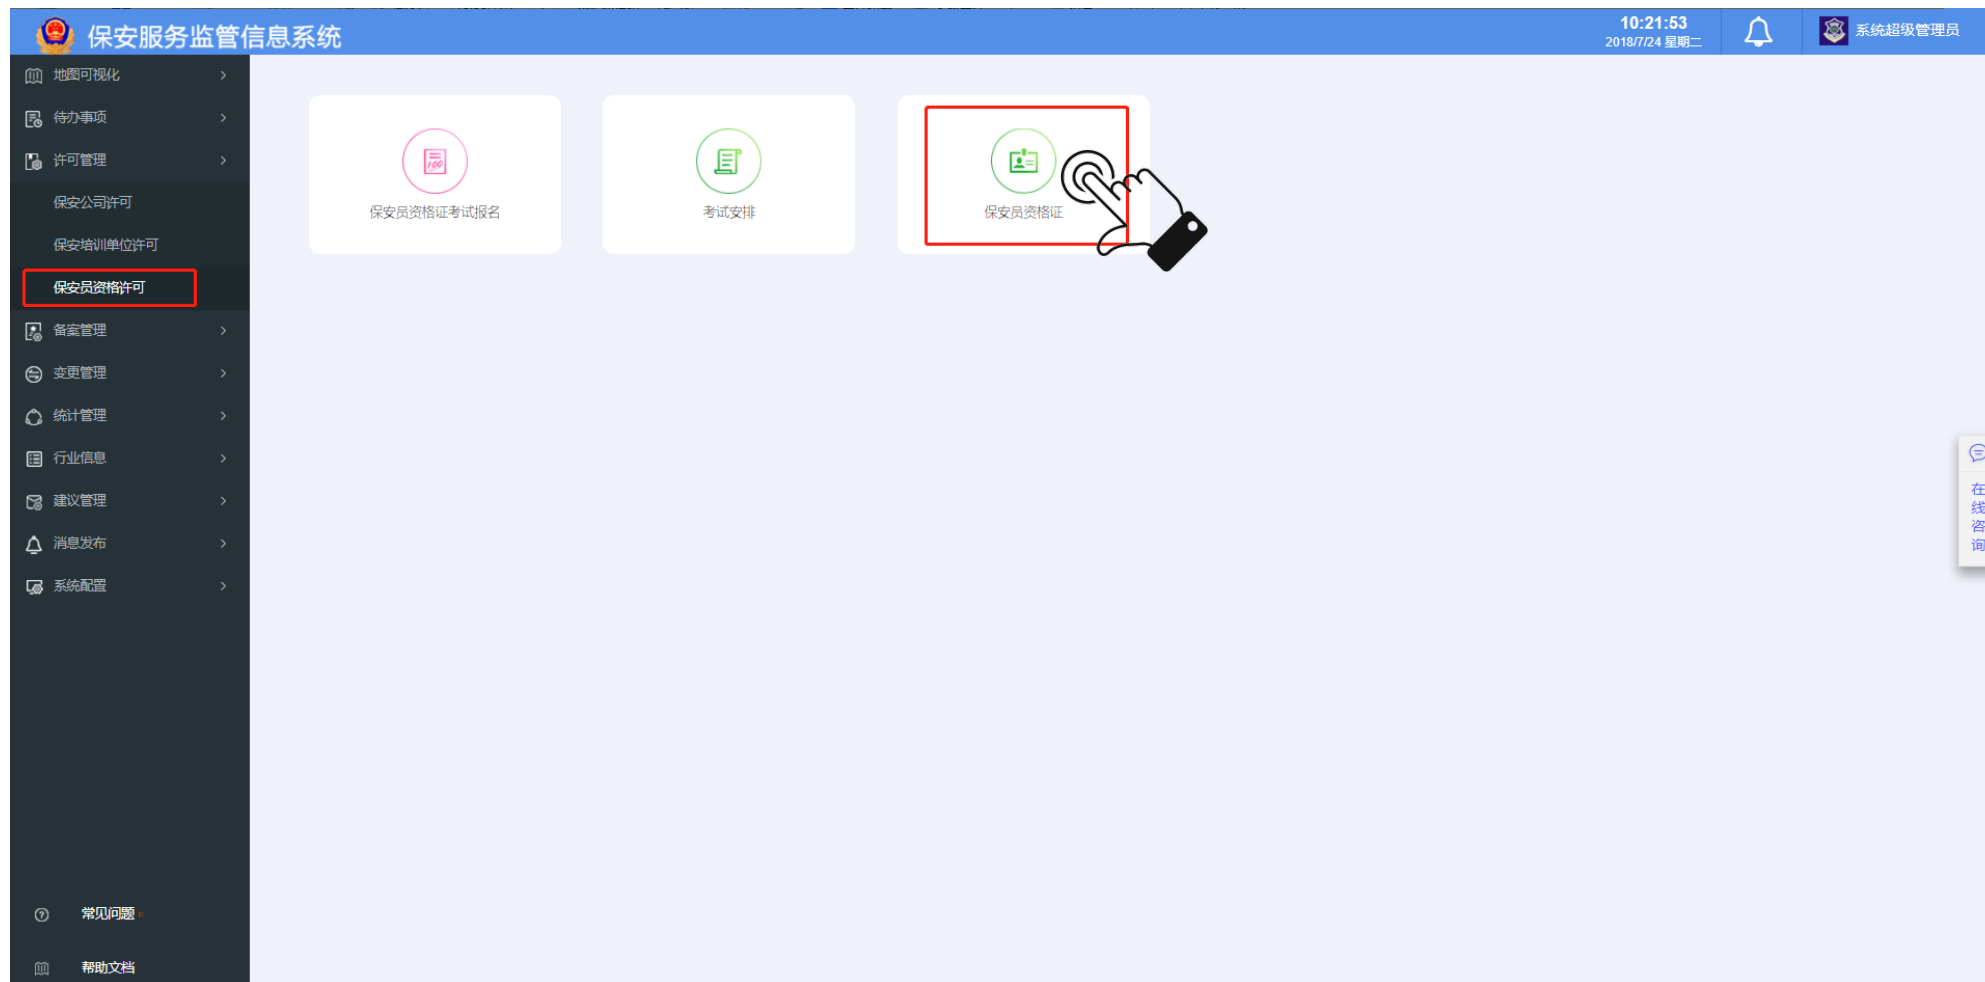 保安服务监管信息系统
10:21:53
2018/7/24 星期二
系统超级管理员
地图可视化
待办事项
许可管理
保安公司许可
保安培训单位许可
保安员资格许可
备案管理
变更管理
统计管理
行业信息
建议管理
消息发布
系统配置
常见问题
帮助文档
100
保安员资格证考试报名
考试安排
保安员资格证
在线咨询